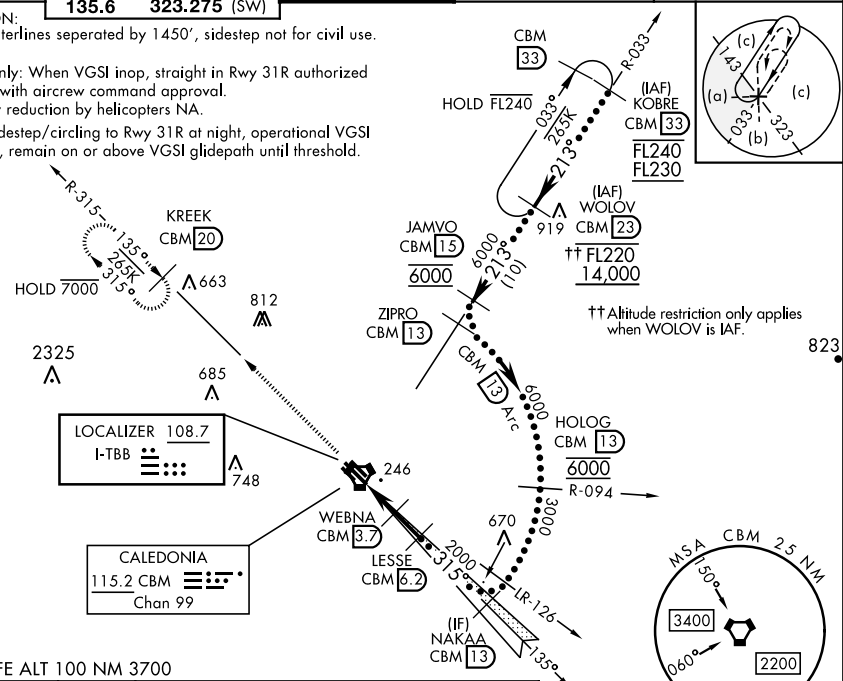 135.6 323.275 (SW)
ON:
terlines seperated by 1450', sidestep not for civil use.
nly: When VGSI inop, straight in Rwy 31R authorized
with aircrew command approval.
reduction by helicopters NA.
destep/circling to Rwy 31R at night, operational VGSI
, remain on or above VGSI glidepath until threshold.
CBM
33
R-033
HOLD FL240
033°
265K
213°
(IAF)
KOBRE
CBM 33
FL240
FL230
(c)
143
(a)
(c)
033
323
(b)
R-315
135°
265K
315°
KREEK
CBM 20
HOLD 7000
663
812
2325
685
JAMVO
CBM 15
6000
6000
213°
(10)
919
(IAF)
WOLOV
CBM 23
†† FL220
14,000
††Altitude restriction only applies
when WOLOV is IAF.
823
ZIPRO
CBM 13
CBM 13 Arc
6000
HOLOG
CBM 13
6000
R-094
3000
LOCALIZER 108.7
I-TBB
748
246
WEBNA
CBM 3.7
LESSE
CBM 6.2
2000
315°
670
LR-126
(IF)
NAKAA
CBM 13
135°
CALEDONIA
115.2 CBM
Chan 99
MSA CBM 25 NM
150°
3400
060°
2200
FE ALT 100 NM 3700